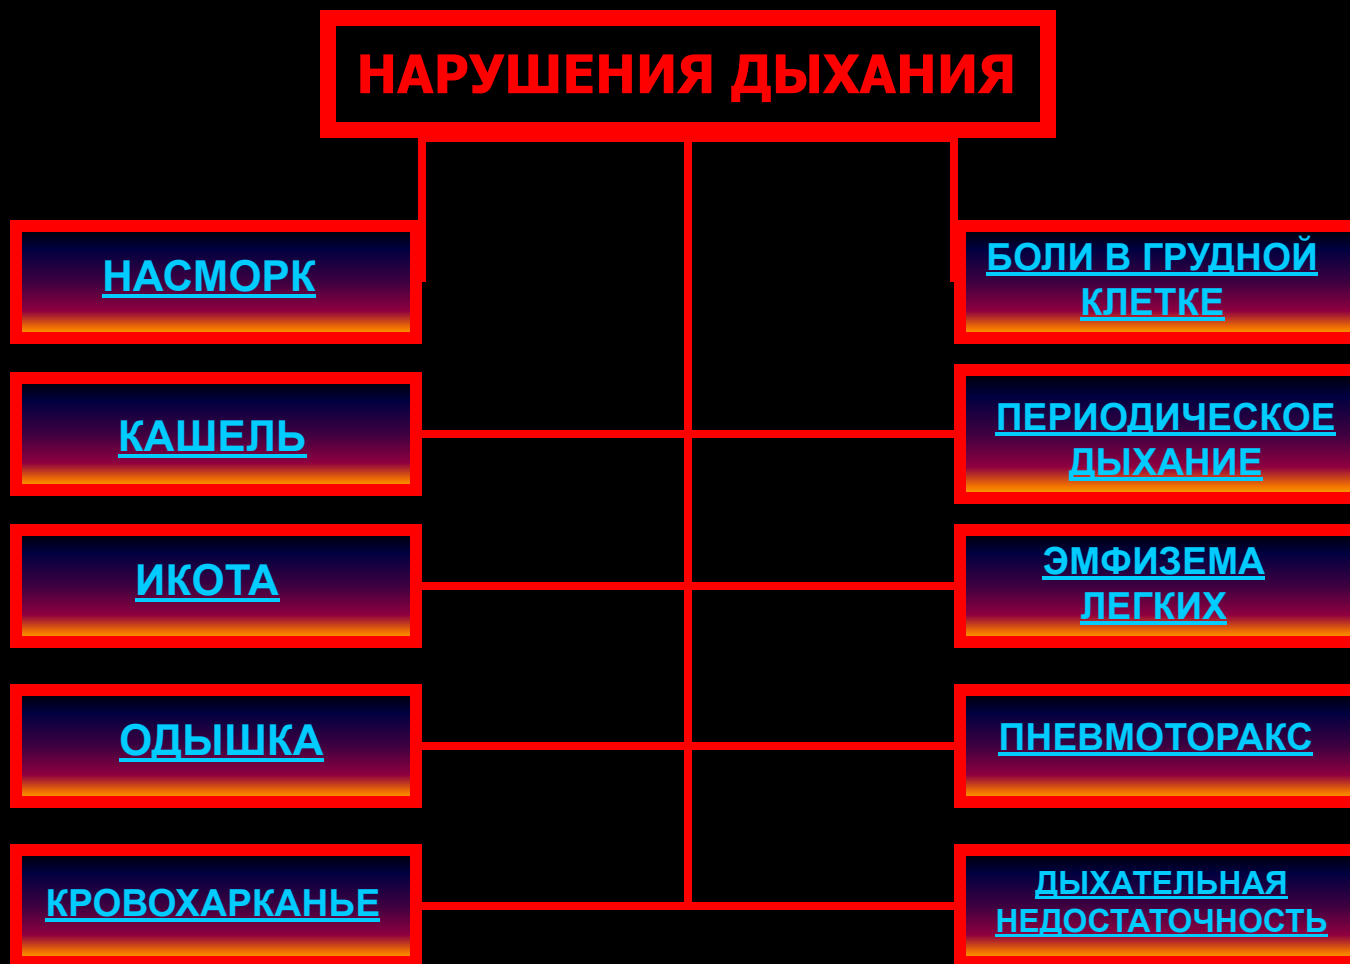 НАРУШЕНИЯ ДЫХАНИЯ
НАСМОРК
КАШЕЛЬ
ИКОТА
ОДЫШКА
КРОВОХАРКАНЬЕ
БОЛИ В ГРУДНОЙ
КЛЕТКЕ
ПЕРИОДИЧЕСКОЕ
ДЫХАНИЕ
ЭМФИЗЕМА
ЛЕГКИХ
ПНЕВМОТОРАКС
ДЫХАТЕЛЬНАЯ
НЕДОСТАТОЧНОСТЬ